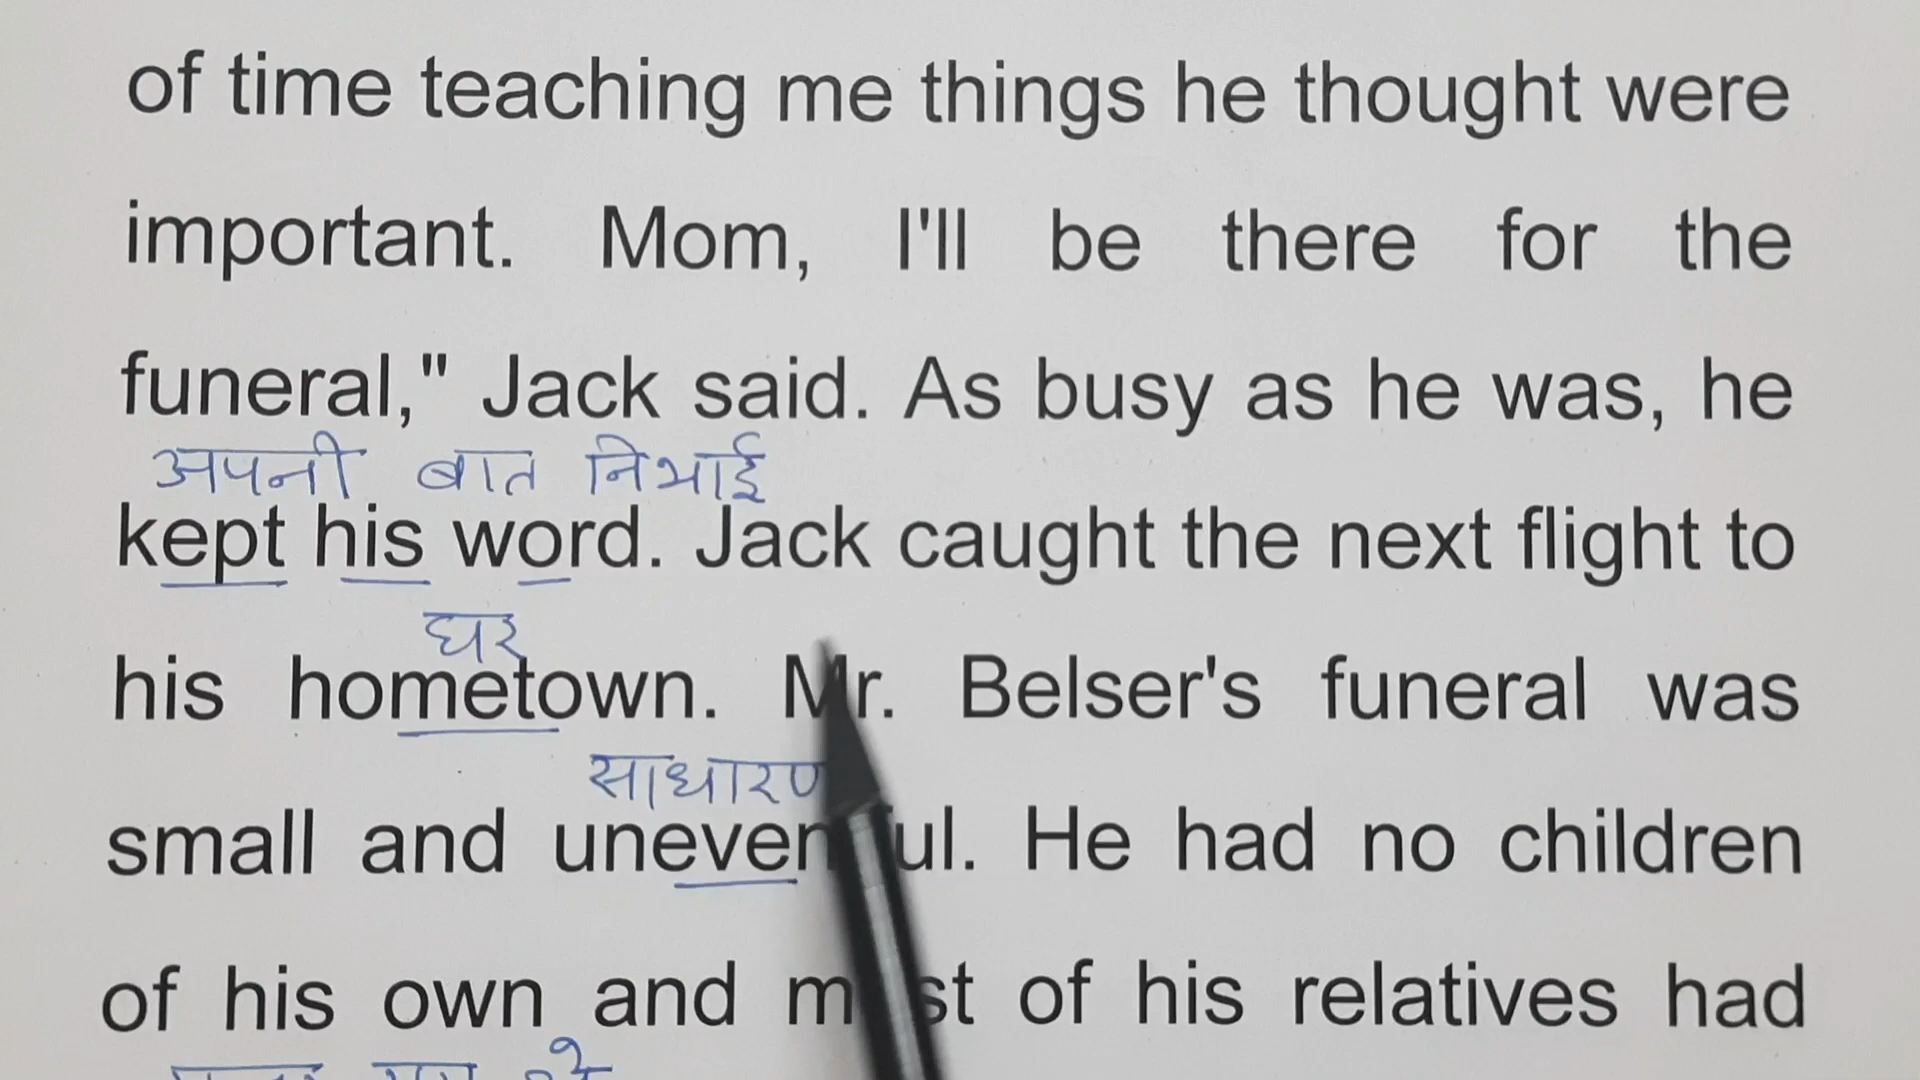 of time teaching me things he thought were
important. Mom, I'll be there for the
funeral," Jack said. As busy as he was, he
अपनी बात निभाई
kept his word. Jack caught the next flight to
घर
his hometown. Mr. Belser's funeral was
साधारण
small and ul. He had no children
of his own and of his relatives had